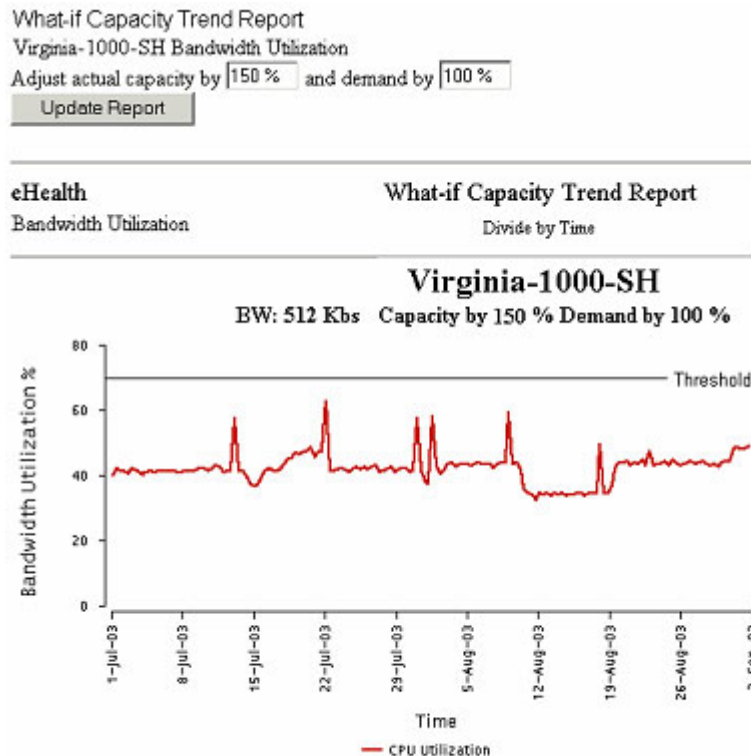 What-if Capacity Trend Report
Virginia-1000-SH Bandwidth Utilization
Adjust actual capacity by 150 % and demand by 100 %
Update Report
eHealth What-if Capacity Trend Report
Bandwidth Utilization Divide by Time
Virginia-1000-SH
BW: 512 Kbs Capacity by 150 % Demand by 100 %
80
Threshold
60
40
20
0
Bandwidth Utilization %
1-Jul-03 8-Jul-03 15-Jul-03 22-Jul-03 29-Jul-03 5-Aug-03 12-Aug-03 19-Aug-03 26-Aug-03
Time
CPU Utilization